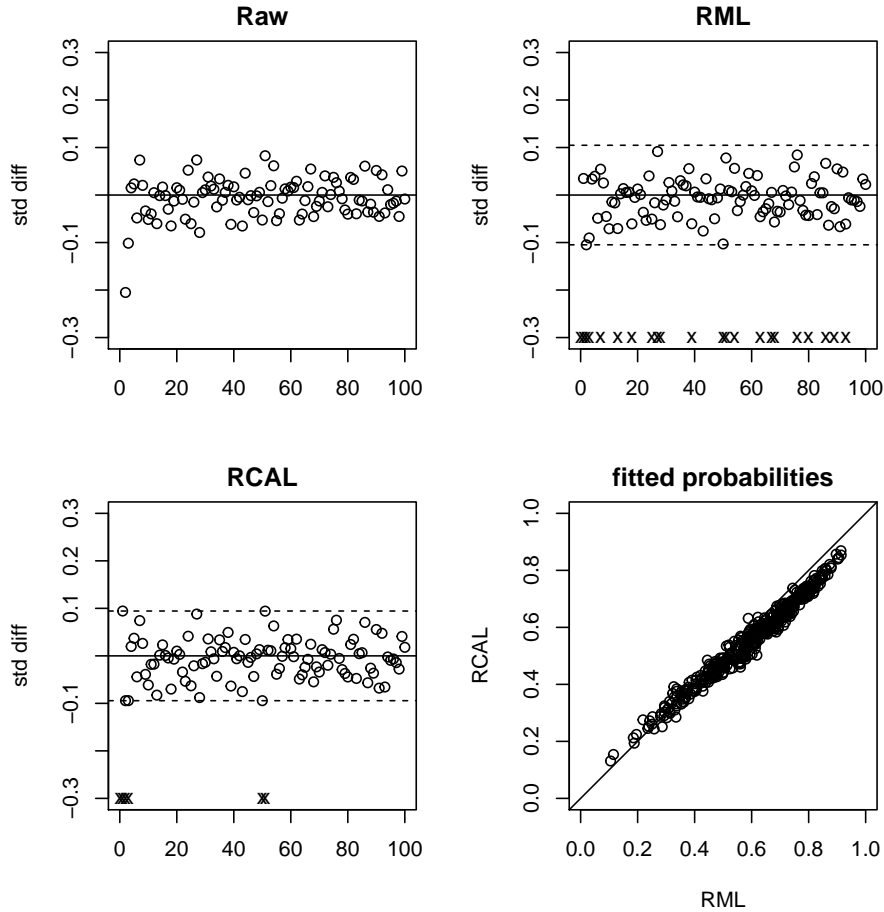 Raw
std diff
0.3
0.2
0.1
−0.1
−0.3
0 20 40 60 80 100
RML
std diff
0.3
0.2
0.1
−0.1
−0.3
x x x x x x x x x x x x x x x x x x x x x
0 20 40 60 80 100
RCAL
std diff
0.3
0.2
0.1
−0.1
−0.3
x x x x x x
0 20 40 60 80 100
fitted probabilities
RCAL
1.0
0.8
0.6
0.4
0.2
0.0
0.0 0.2 0.4 0.6 0.8 1.0
RML